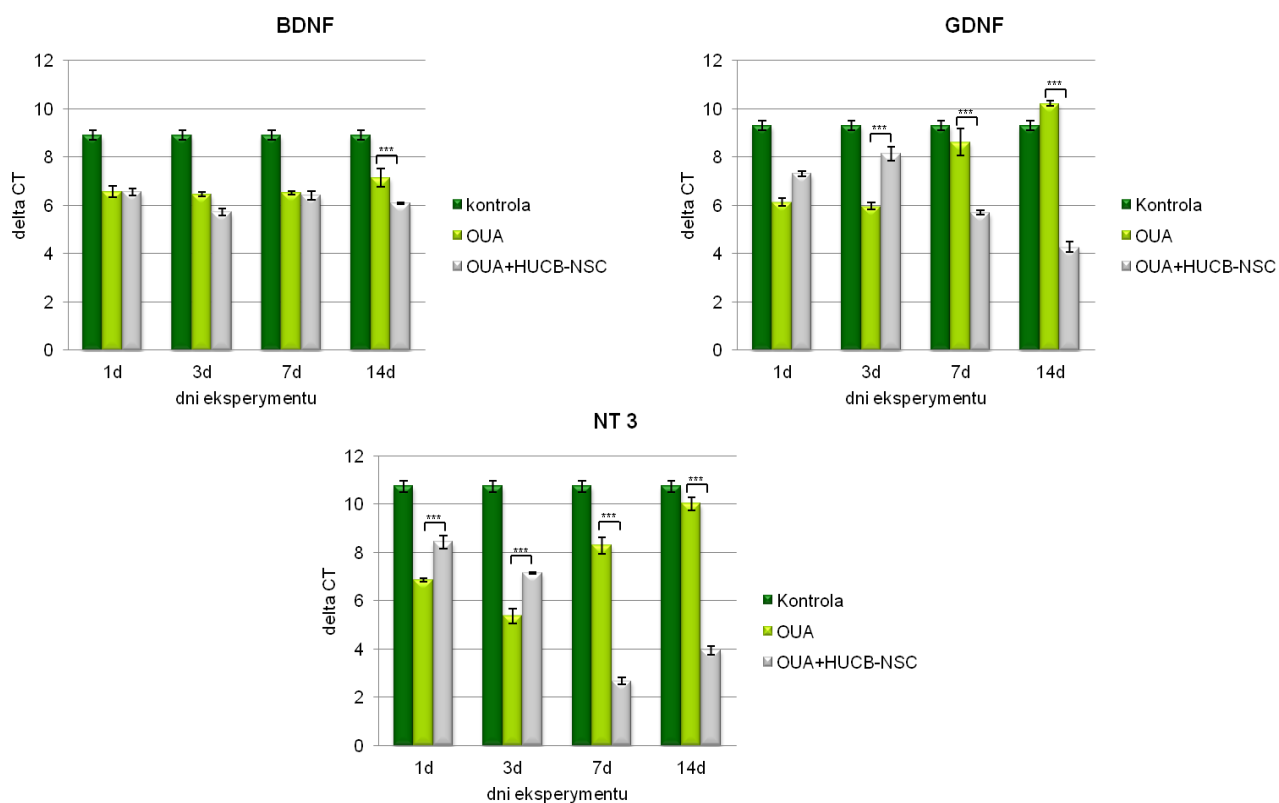 BDNF
12
10
8
6
4
2
0
delta CT
***
1d 3d 7d 14d
dni eksperymentu
kontrola
OUA
OUA+HUCB-NSC
GDNF
12
10
8
6
4
2
0
delta CT
*** *** ***
1d 3d 7d 14d
dni eksperymentu
Kontrola
OUA
OUA+HUCB-NSC
NT 3
12
10
8
6
4
2
0
delta CT
*** *** *** ***
1d 3d 7d 14d
dni eksperymentu
Kontrola
OUA
OUA+HUCB-NSC